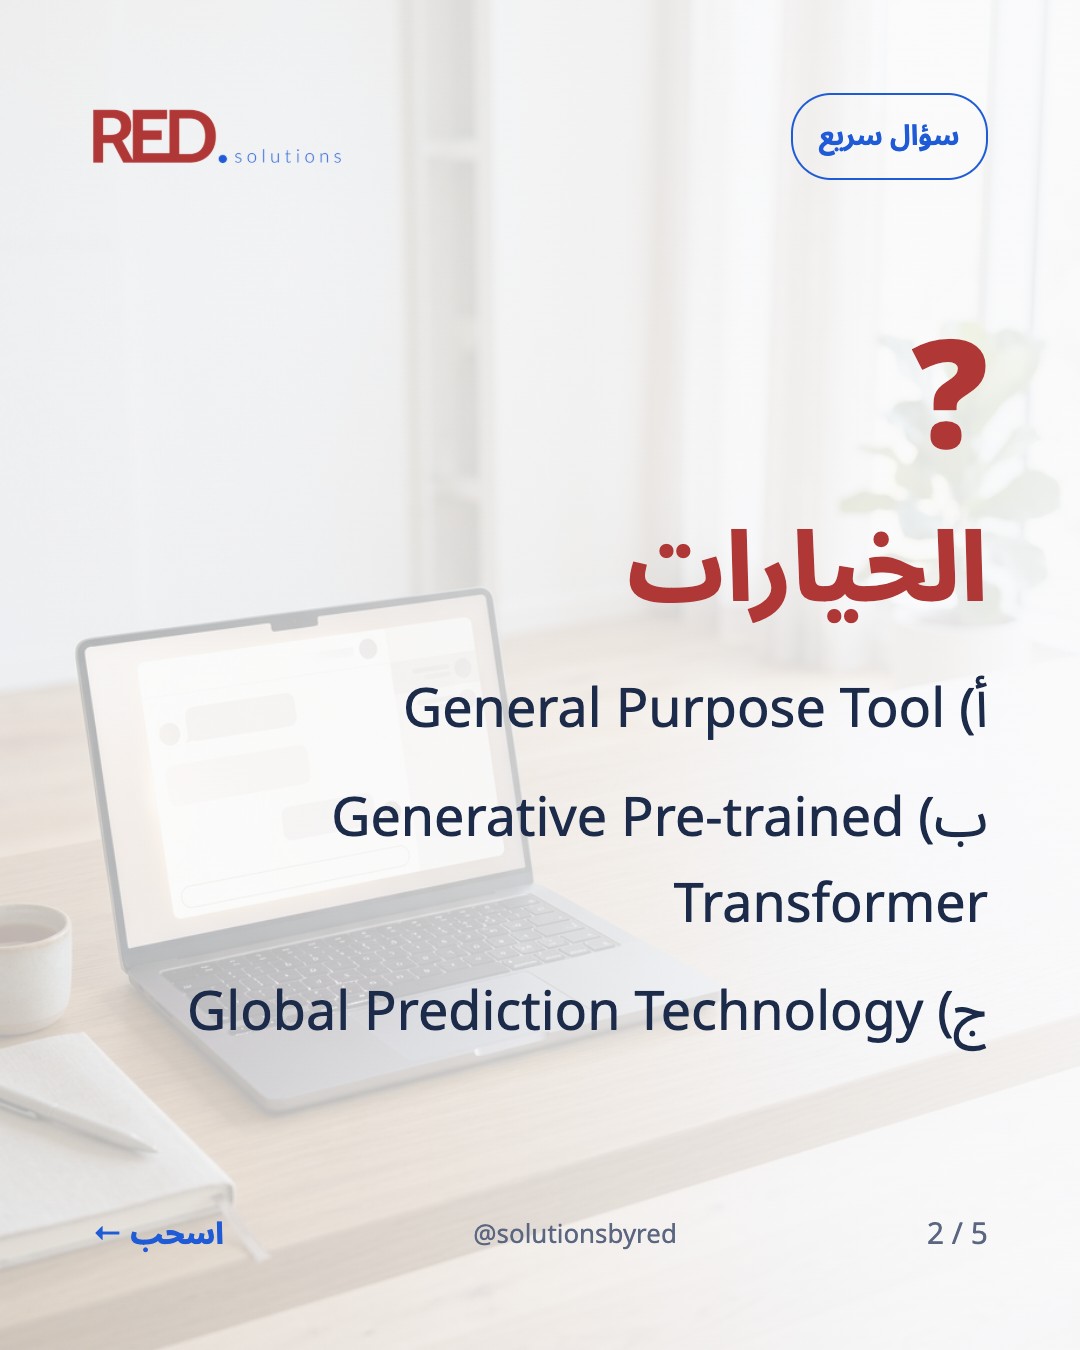 RED. solutions
سؤال سريع
?
الخيارات
أ) General Purpose Tool
ب) Generative Pre-trained
Transformer
ج) Global Prediction Technology
2 / 5
@solutionsbyred
اسحب ←